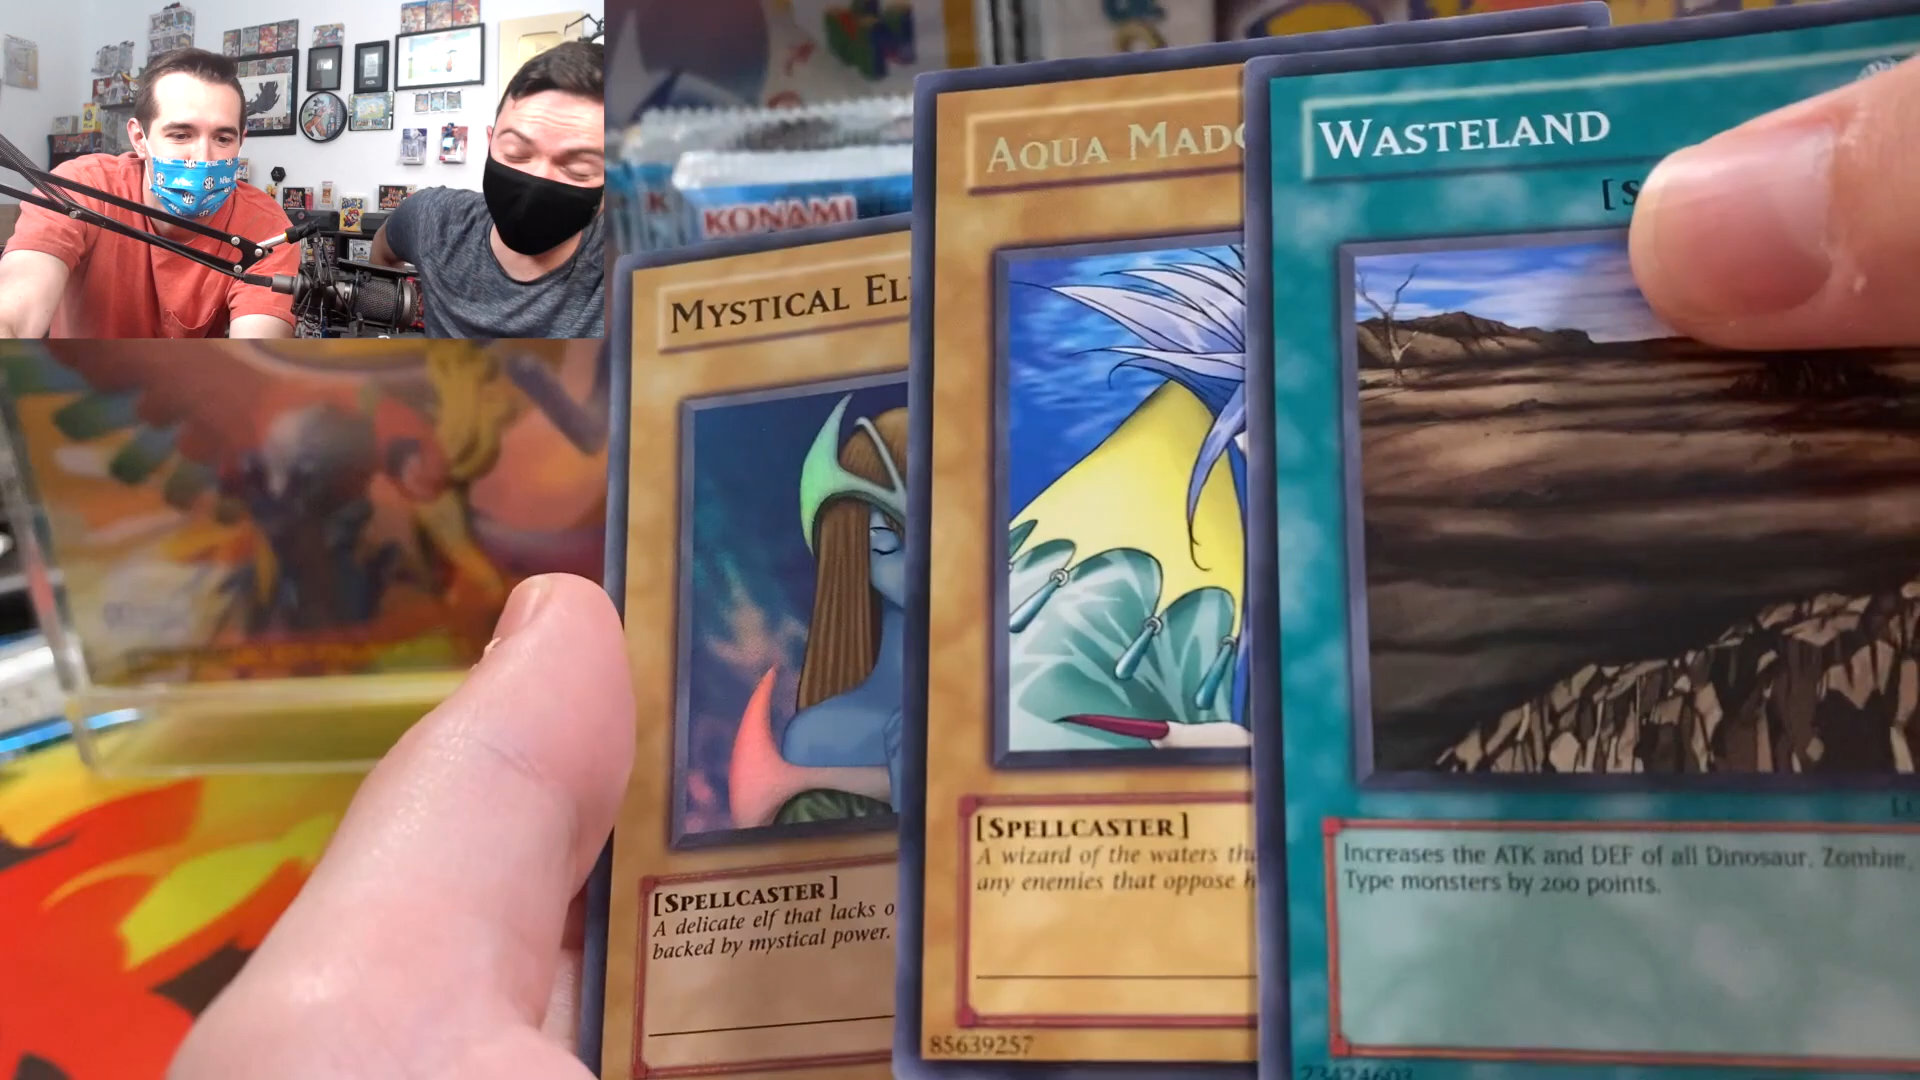 KONAMI
MYSTICAL EL
[SPELLCASTER]
A delicate elf that lacks o
backed by mystical power.
AQUA MADO
[SPELLCASTER]
A wizard of the waters th
any enemies that oppose h
85639257
WASTELAND
[S
Increases the ATK and DEF of all Dinosaur, Zombie,
Type monsters by 200 points.